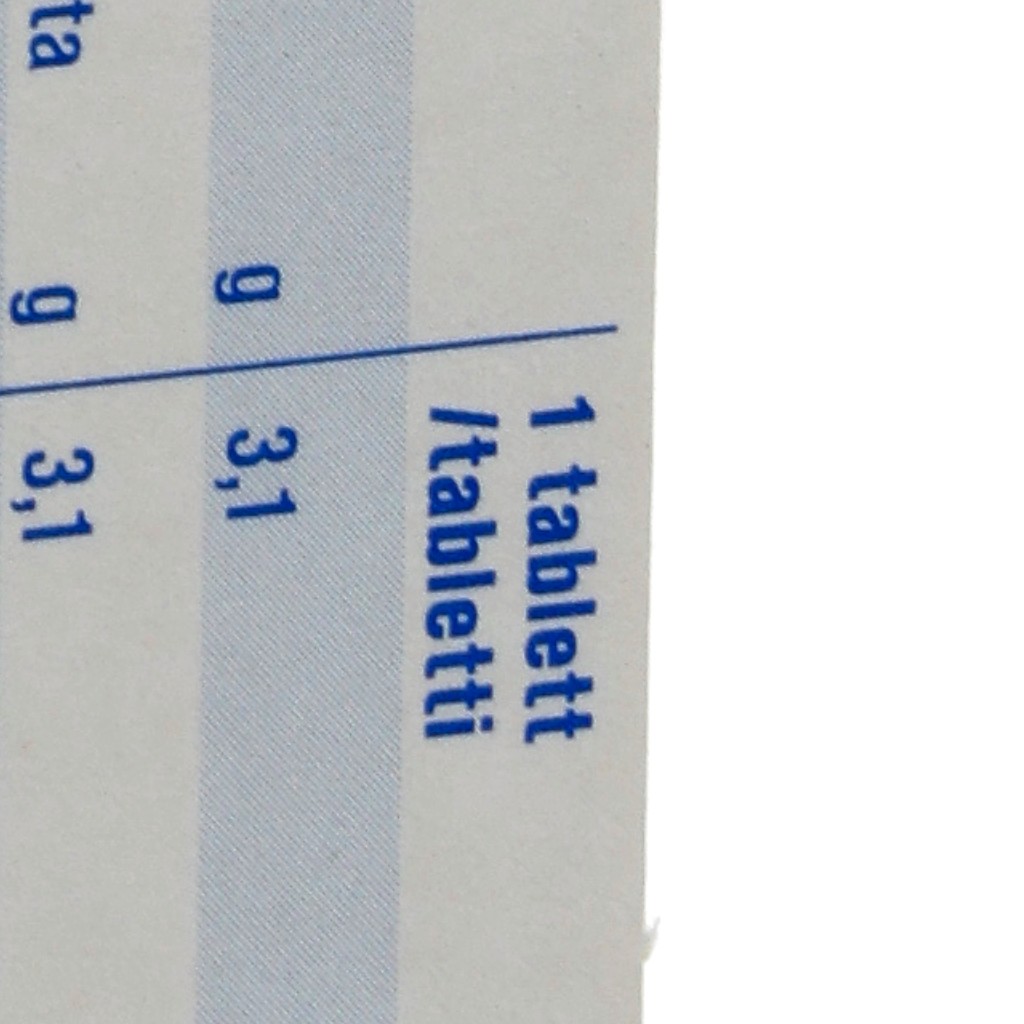 1 tablett
/tabletti
g 3,1
ta g 3,1